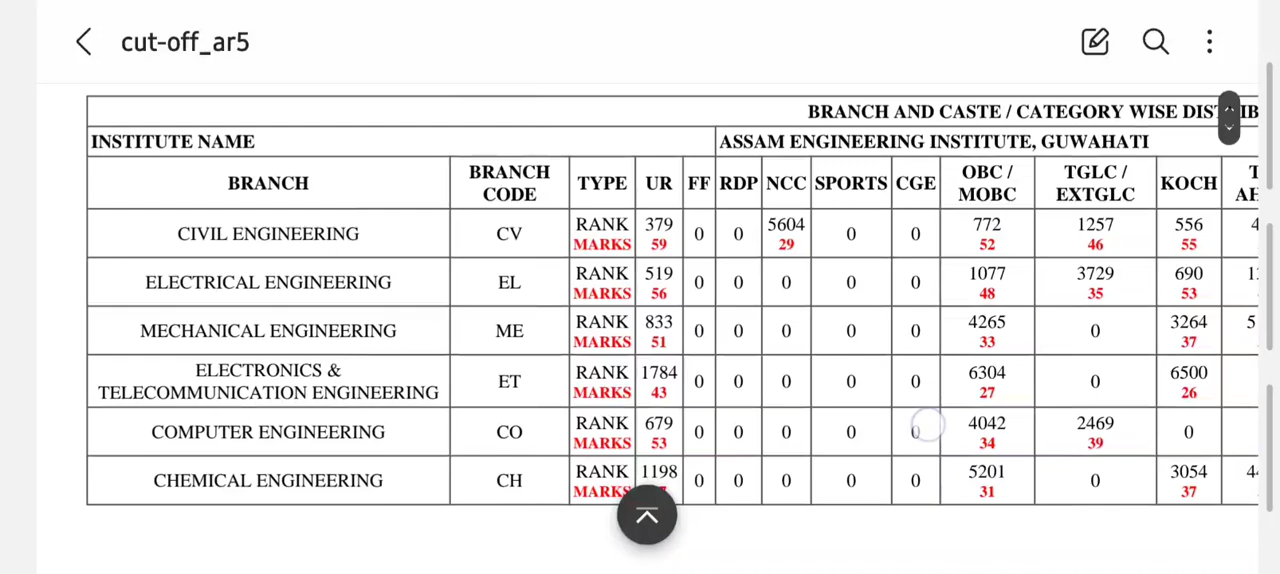 cut-off_ar5
BRANCH AND CASTE / CATEGORY WISE
INSTITUTE NAME ASSAM ENGINEERING INSTITUTE, GUWAHATI
BRANCH BRANCH CODE TYPE UR FF RDP NCC SPORTS CGE OBC / MOBC TGLC / EXTGLC KOCH
CIVIL ENGINEERING CV RANK 379 0 0 5604 0 0 772 1257 556
MARKS 59 29 52 46 55
ELECTRICAL ENGINEERING EL RANK 519 0 0 0 0 0 1077 3729 690
MARKS 56 48 35 53
MECHANICAL ENGINEERING ME RANK 833 0 0 0 0 0 4265 0 3264
MARKS 51 33 37
ELECTRONICS &
TELECOMMUNICATION ENGINEERING ET RANK 1784 0 0 0 0 0 6304 0 6500
MARKS 43 27 26
COMPUTER ENGINEERING CO RANK 679 0 0 0 0 0 4042 2469 0
MARKS 53 34 39
CHEMICAL ENGINEERING CH RANK 1198 0 0 0 0 0 5201 0 3054
MARKS 31 37